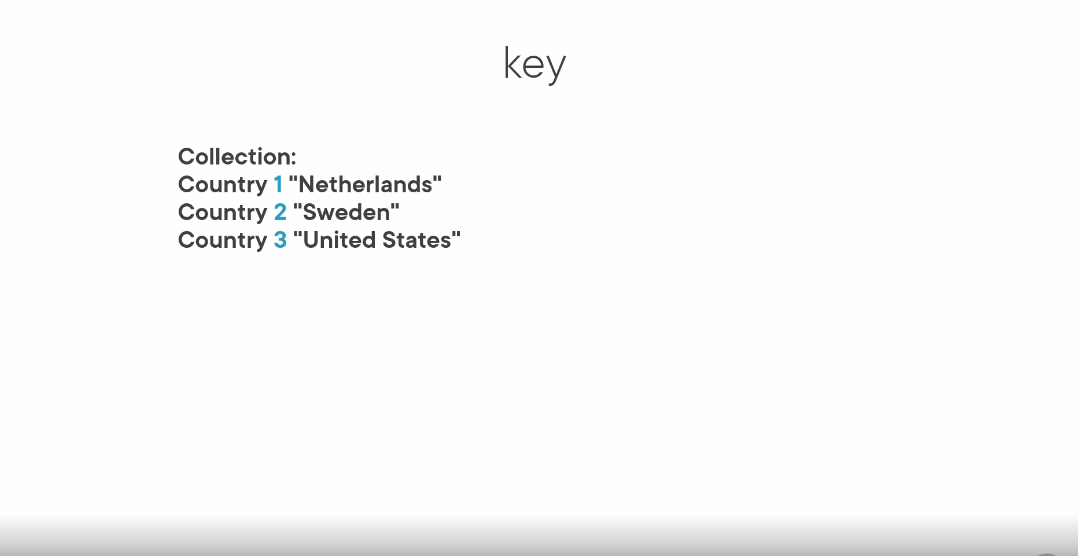 key
Collection:
Country 1 "Netherlands"
Country 2 "Sweden"
Country 3 "United States"